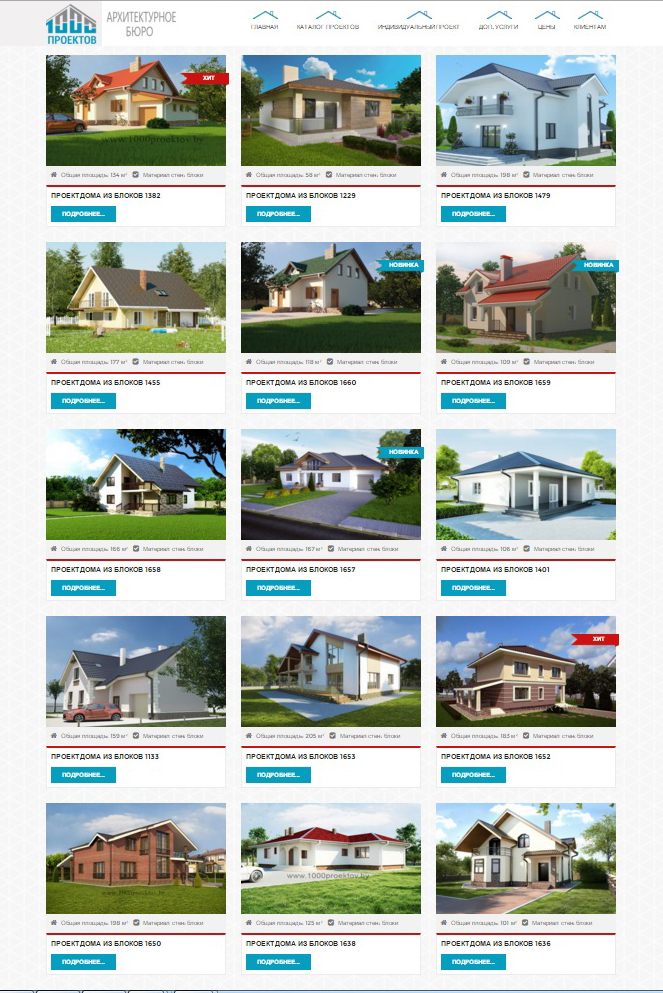 1000
ПРОЕКТОВ
АРХИТЕКТУРНОЕ
БЮРО
ГЛАВНАЯ
КАТАЛОГ ПРОЕКТОВ
ИНДИВИДУАЛЬНЫЙ ПРОЕКТ
ДОП. УСЛУГИ
ЦЕНЫ
КЛИЕНТАМ
ХИТ
www.1000proektov.by
Общая площадь: 134 м² Материал стен: блоки
Общая площадь: 58 м² Материал стен: блоки
Общая площадь: 198 м² Материал стен: блоки
ПРОЕКТ ДОМА ИЗ БЛОКОВ 1382
ПРОЕКТ ДОМА ИЗ БЛОКОВ 1229
ПРОЕКТ ДОМА ИЗ БЛОКОВ 1479
ПОДРОБНЕЕ...
ПОДРОБНЕЕ...
ПОДРОБНЕЕ...
НОВИНКА
НОВИНКА
Общая площадь: 177 м² Материал стен: блоки
Общая площадь: 118 м² Материал стен: блоки
Общая площадь: 109 м² Материал стен: блоки
ПРОЕКТ ДОМА ИЗ БЛОКОВ 1455
ПРОЕКТ ДОМА ИЗ БЛОКОВ 1660
ПРОЕКТ ДОМА ИЗ БЛОКОВ 1659
ПОДРОБНЕЕ...
ПОДРОБНЕЕ...
ПОДРОБНЕЕ...
НОВИНКА
Общая площадь: 166 м² Материал стен: блоки
Общая площадь: 167 м² Материал стен: блоки
Общая площадь: 106 м² Материал стен: блоки
ПРОЕКТ ДОМА ИЗ БЛОКОВ 1658
ПРОЕКТ ДОМА ИЗ БЛОКОВ 1657
ПРОЕКТ ДОМА ИЗ БЛОКОВ 1401
ПОДРОБНЕЕ...
ПОДРОБНЕЕ...
ПОДРОБНЕЕ...
ХИТ
Общая площадь: 159 м² Материал стен: блоки
Общая площадь: 205 м² Материал стен: блоки
Общая площадь: 183 м² Материал стен: блоки
ПРОЕКТ ДОМА ИЗ БЛОКОВ 1133
ПРОЕКТ ДОМА ИЗ БЛОКОВ 1653
ПРОЕКТ ДОМА ИЗ БЛОКОВ 1652
ПОДРОБНЕЕ...
ПОДРОБНЕЕ...
ПОДРОБНЕЕ...
www.1000proektov.by
www.1000proektov.by
Общая площадь: 198 м² Материал стен: блоки
Общая площадь: 125 м² Материал стен: блоки
Общая площадь: 101 м² Материал стен: блоки
ПРОЕКТ ДОМА ИЗ БЛОКОВ 1650
ПРОЕКТ ДОМА ИЗ БЛОКОВ 1638
ПРОЕКТ ДОМА ИЗ БЛОКОВ 1636
ПОДРОБНЕЕ...
ПОДРОБНЕЕ...
ПОДРОБНЕЕ...